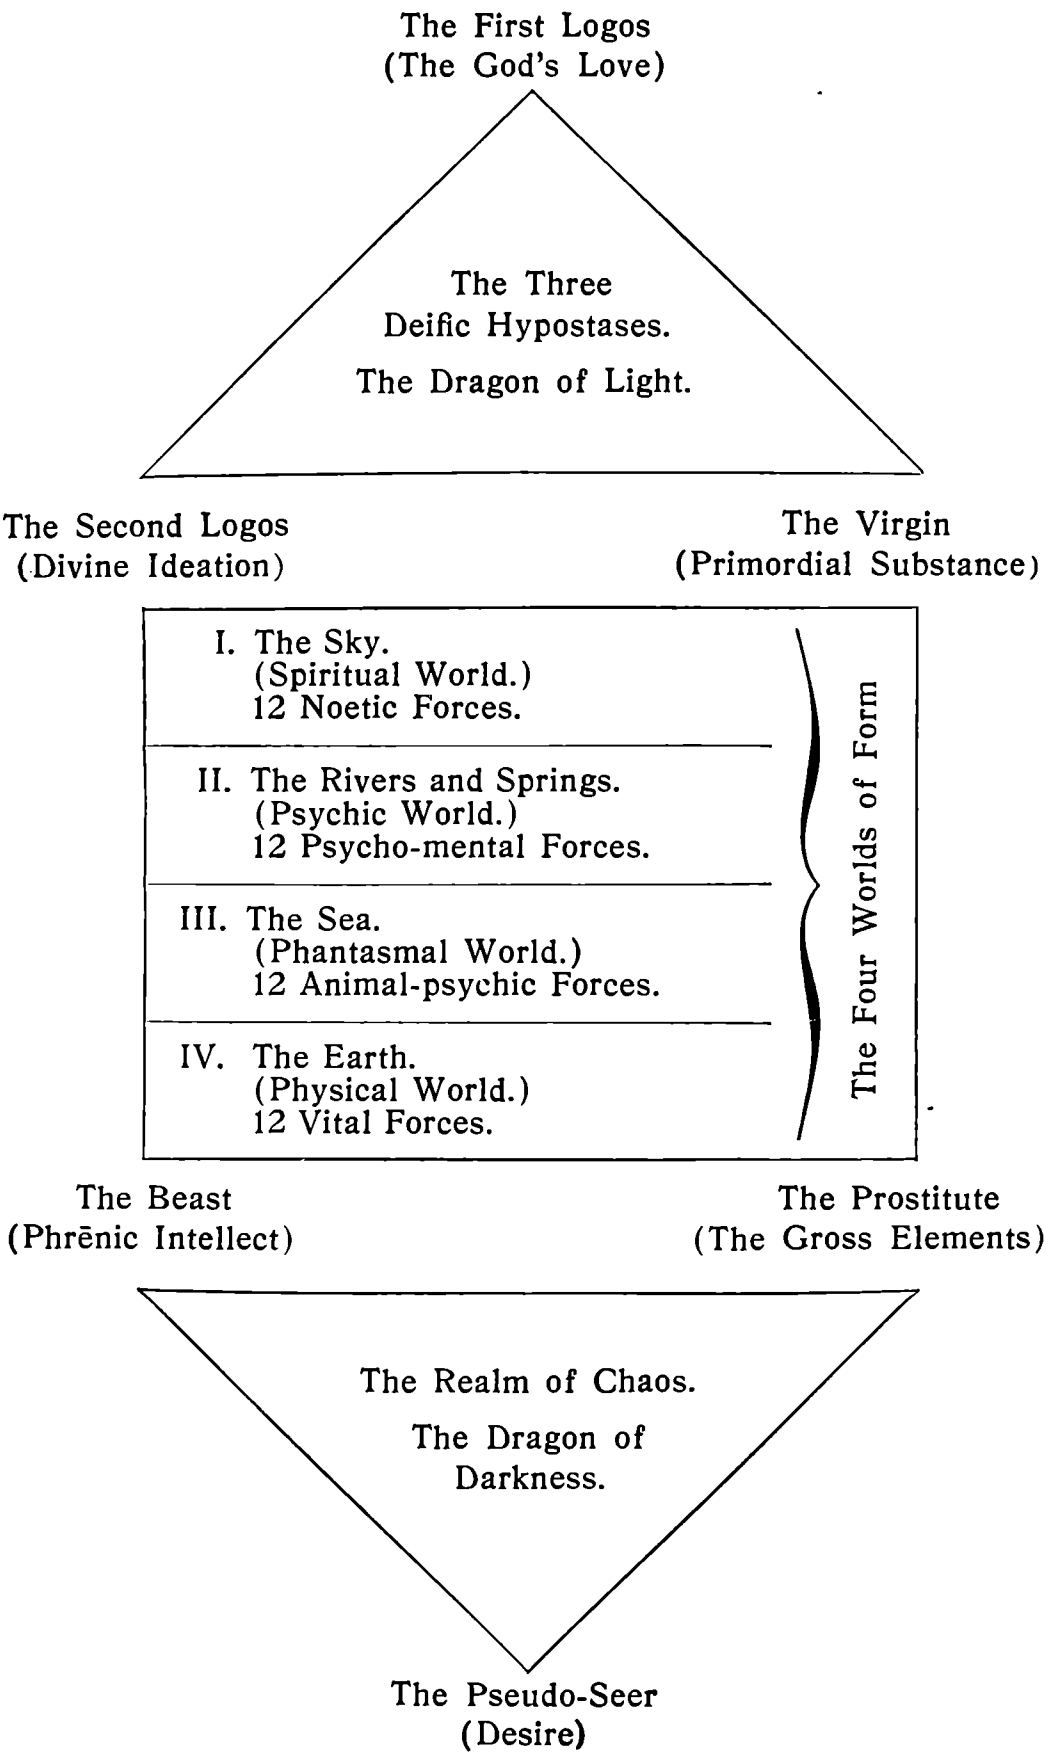 The First Logos
(The God's Love)
The Three
Deific Hypostases.
The Dragon of Light.
The Second Logos
(Divine Ideation)
The Virgin
(Primordial Substance)
I. The Sky.
(Spiritual World.)
12 Noetic Forces.
II. The Rivers and Springs.
(Psychic World.)
12 Psycho-mental Forces.
III. The Sea.
(Phantasmal World.)
12 Animal-psychic Forces.
IV. The Earth.
(Physical World.)
12 Vital Forces.
The Four Worlds of Form
The Beast
(Phrēnic Intellect)
The Prostitute
(The Gross Elements)
The Realm of Chaos.
The Dragon of
Darkness.
The Pseudo-Seer
(Desire)